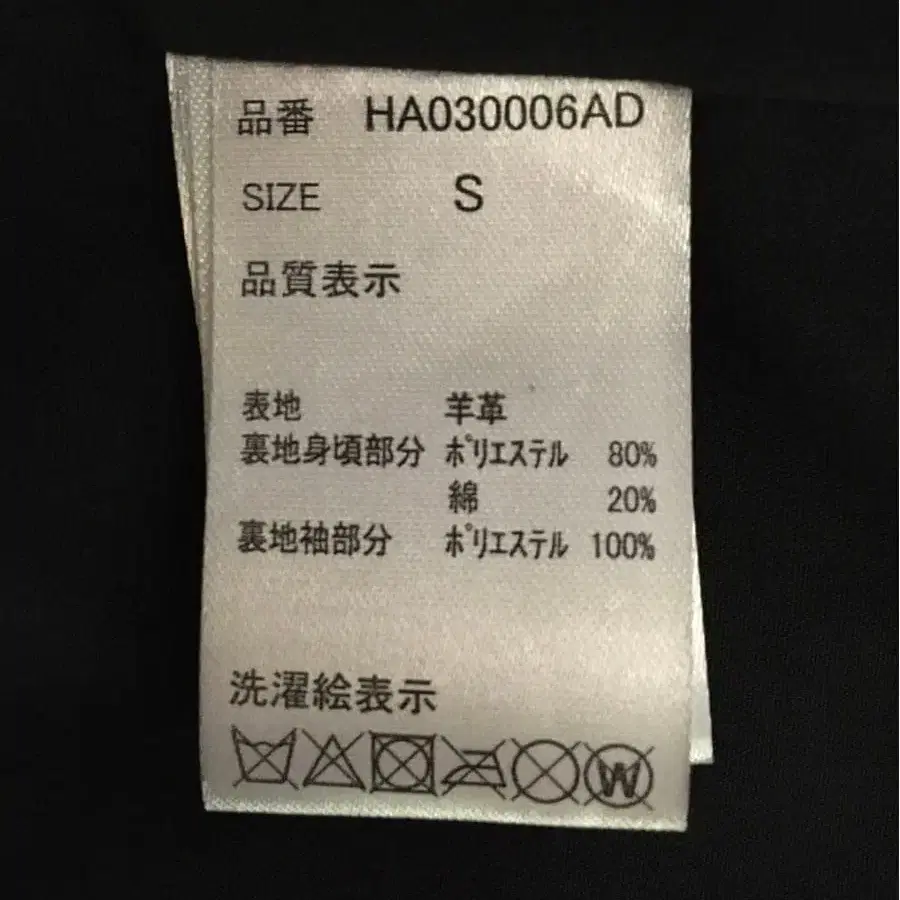 品番 HA030006AD
SIZE S
品質表示
表地 羊革
裏地身頃部分 ポリエステル 80%
綿 20%
裏地袖部分 ポリエステル 100%
洗濯絵表示
W